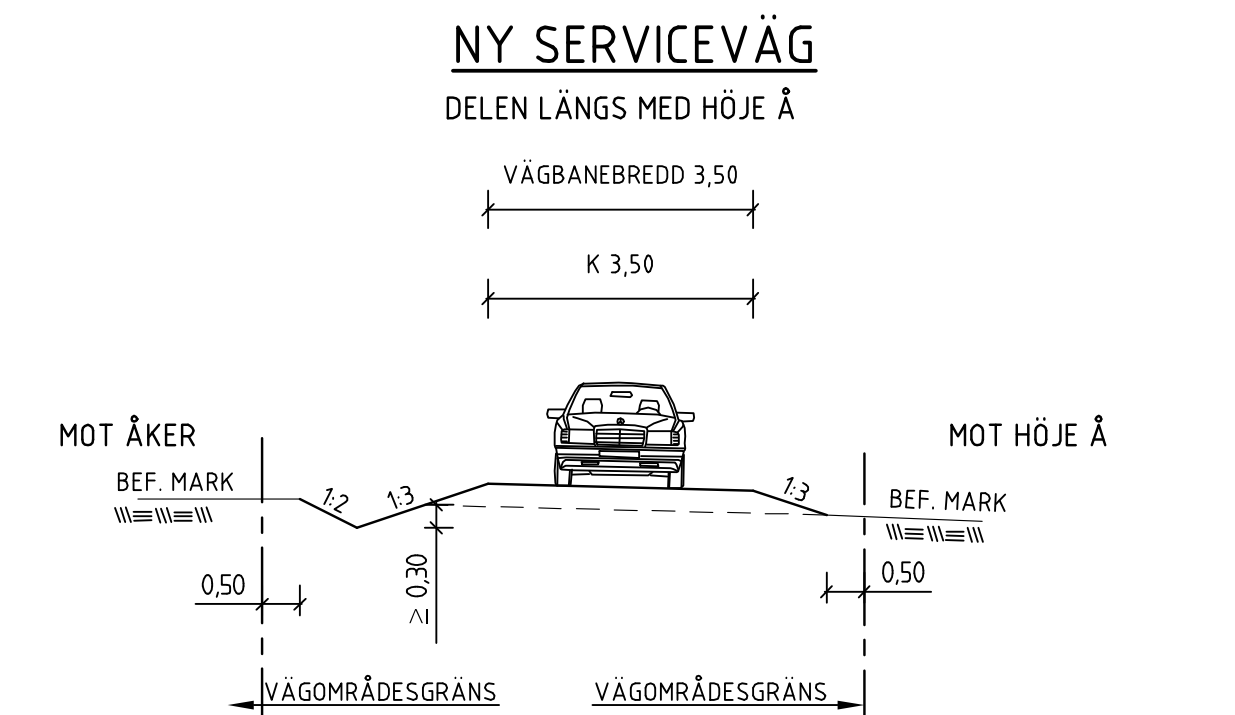 NY SERVICEVÄG
DELEN LÄNGS MED HÖJE Å
VÄGBANEBREDD 3,50
K 3,50
MOT ÅKER
MOT HÖJE Å
BEF. MARK
1:2
1:3
1:3
BEF. MARK
0,50
≥ 0,30
0,50
VÄGOMRÅDESGRÄNS
VÄGOMRÅDESGRÄNS